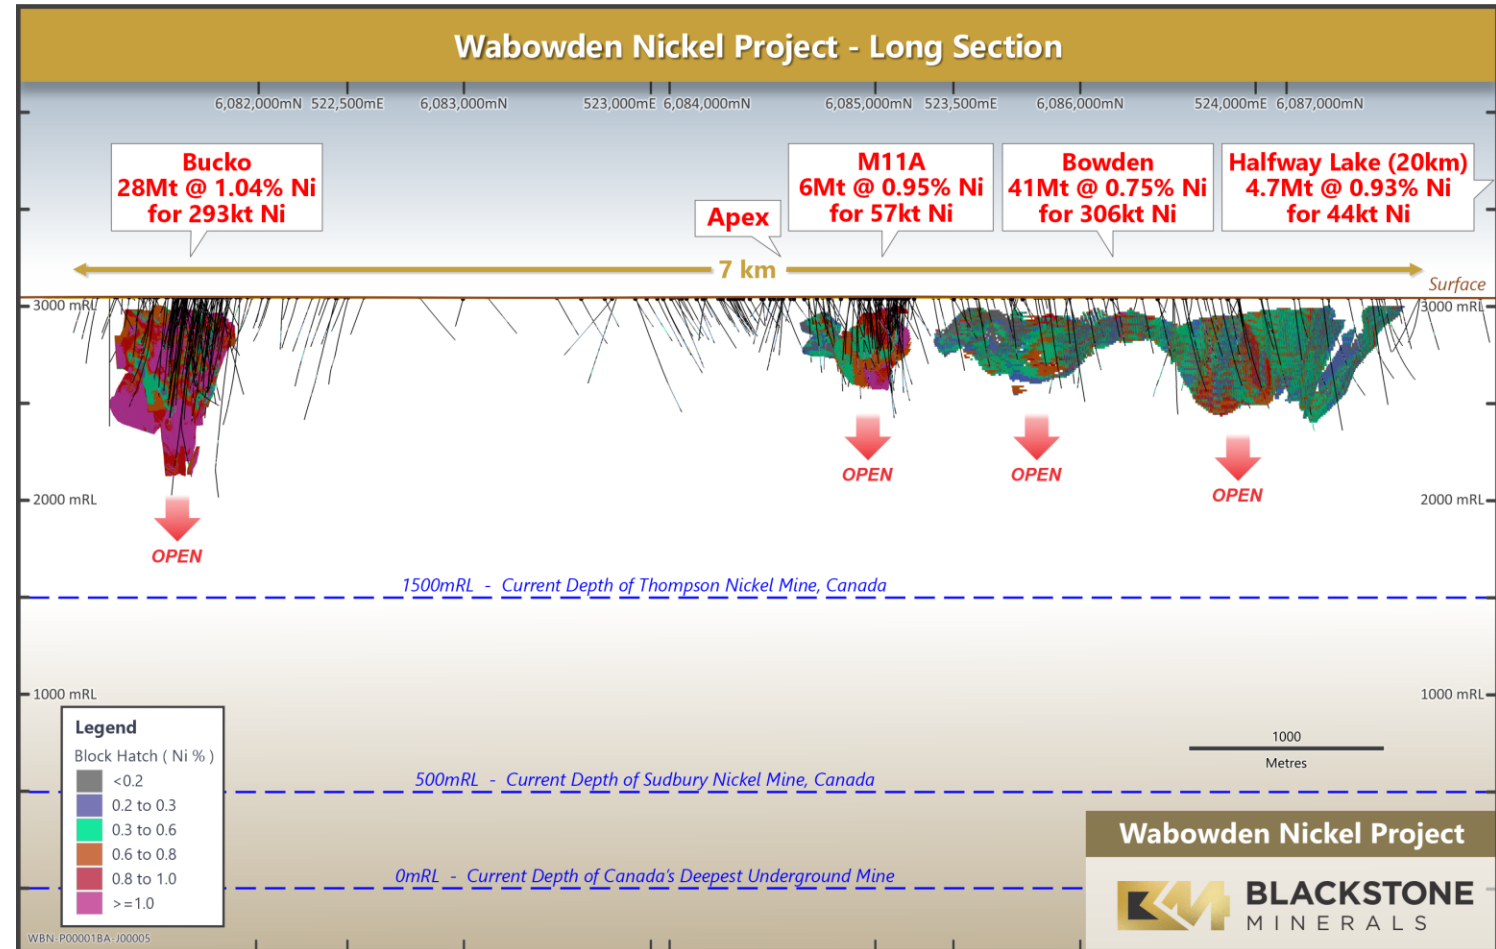 Wabowden Nickel Project - Long Section
6,082,000mN 522,500mE 6,083,000mN 523,000mE 6,084,000mN 6,085,000mN 523,500mE 6,086,000mN 524,000mE 6,087,000mN
Bucko
28Mt @ 1.04% Ni
for 293kt Ni
Apex
M11A
6Mt @ 0.95% Ni
for 57kt Ni
Bowden
41Mt @ 0.75% Ni
for 306kt Ni
Halfway Lake (20km)
4.7Mt @ 0.93% Ni
for 44kt Ni
7 km
Surface
3000 mRL 3000 mRL
OPEN
OPEN
OPEN
2000 mRL 2000 mRL
OPEN
1500mRL - Current Depth of Thompson Nickel Mine, Canada
1000 mRL 1000 mRL
Legend
Block Hatch ( Ni % )
<0.2
0.2 to 0.3
0.3 to 0.6
0.6 to 0.8
0.8 to 1.0
>=1.0
1000
Metres
500mRL - Current Depth of Sudbury Nickel Mine, Canada
0mRL - Current Depth of Canada's Deepest Underground Mine
Wabowden Nickel Project
BLACKSTONE
MINERALS
WBN-P00001BA-J00005